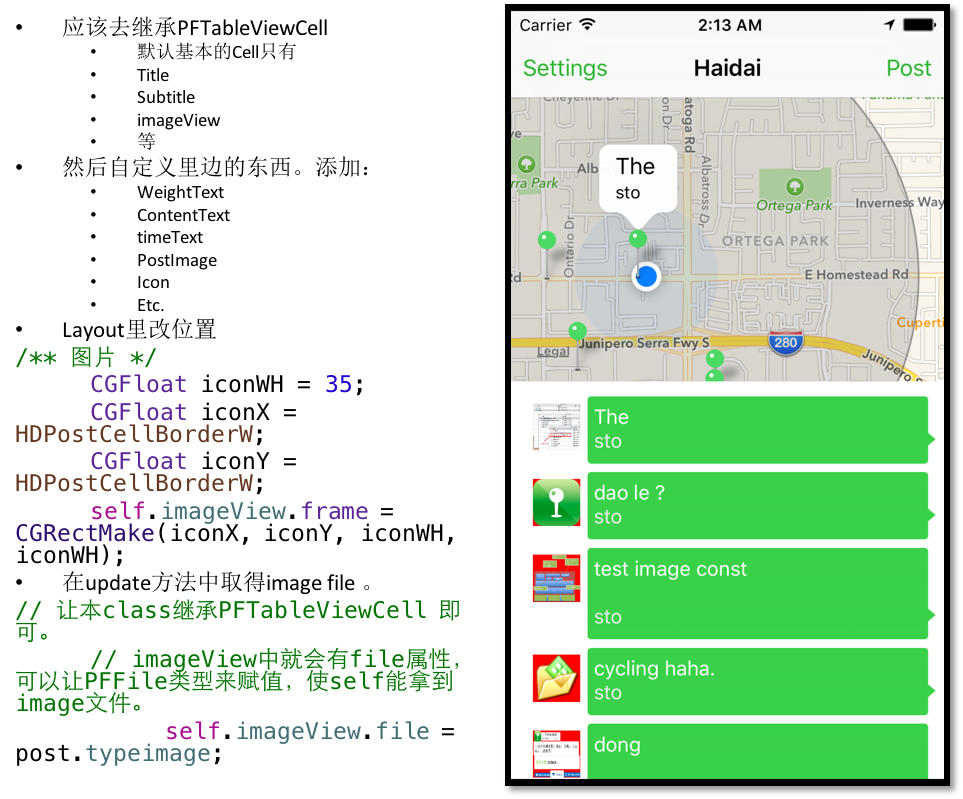 • 应该去继承PFTableViewCell
• 默认基本的Cell只有
• Title
• Subtitle
• imageView
• 等
• 然后自定义里边的东西。添加：
• WeightText
• ContentText
• timeText
• PostImage
• Icon
• Etc.
• Layout里改位置
/** 图片 */
CGFloat iconWH = 35;
CGFloat iconX =
HDPostCellBorderW;
CGFloat iconY =
HDPostCellBorderW;
self.imageView.frame =
CGRectMake(iconX, iconY, iconWH,
iconWH);
• 在update方法中取得image file 。
// 让本class继承PFTableViewCell 即
可。
// imageView中就会有file属性，
可以让PFFile类型来赋值，使self能拿到
image文件。
self.imageView.file =
post.typeimage;
Carrier 2:13 AM
Settings Haidai Post
Cheyenne Dr
Panama Park
on Dr
atoga Rd
ve
rra Park
Alb
The
sto
Albatross Dr
Ortega Park
Inverness Way
Ontario Dr
ORTEGA PARK
Rd
E Homestead Rd
Cuperti
Legal
Junipero Serra Fwy S
280
Junipero
The
sto
dao le ?
sto
test image const
sto
cycling haha.
sto
dong